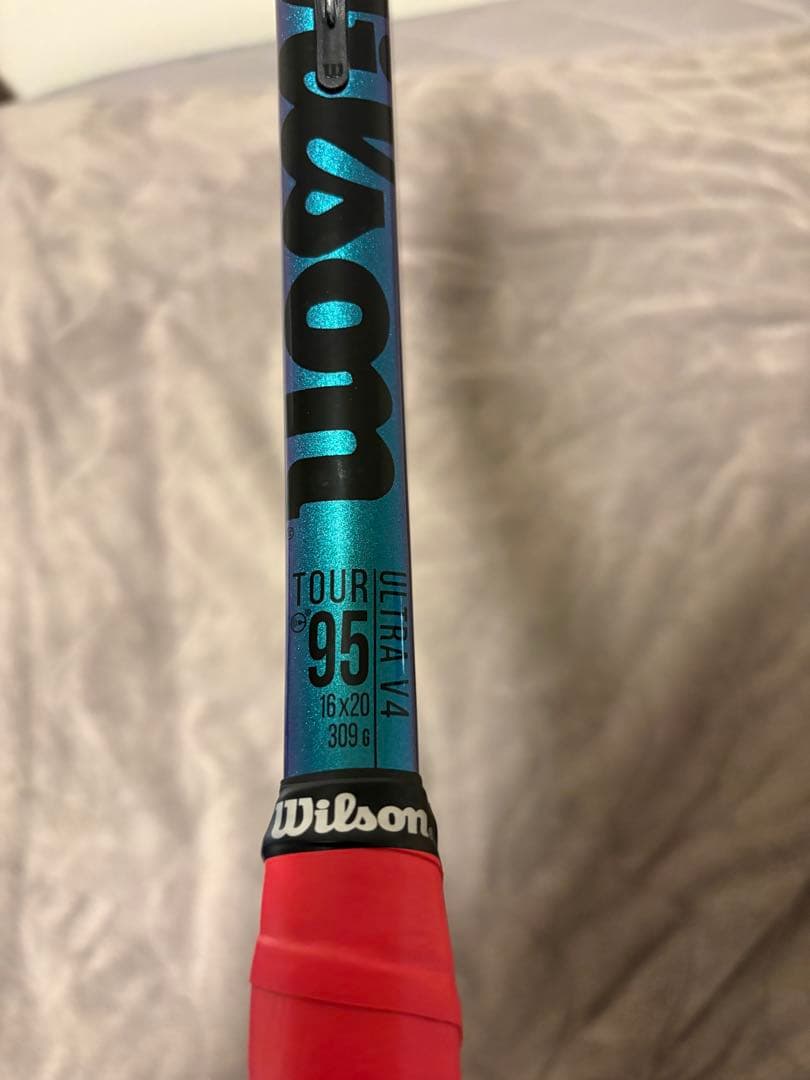 Wilson
TOUR
95
16x20
309 G
ULTRA V4
Wilson